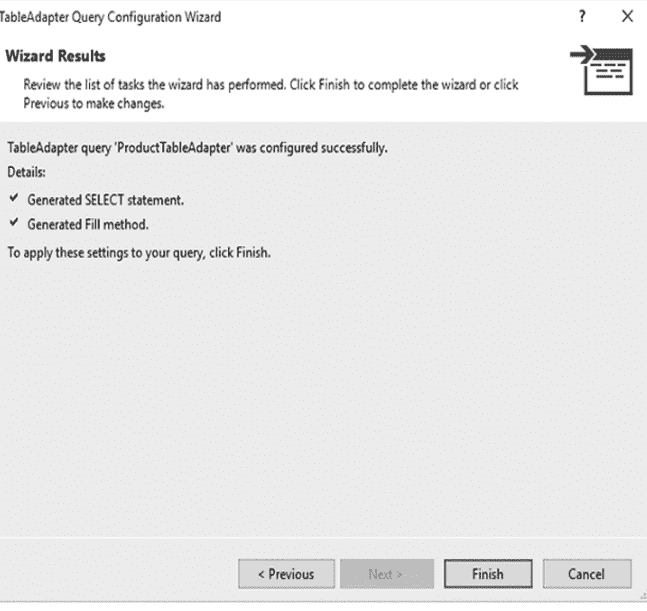 TableAdapter Query Configuration Wizard ? X
Wizard Results
Review the list of tasks the wizard has performed. Click Finish to complete the wizard or click
Previous to make changes.
TableAdapter query 'ProductTableAdapter' was configured successfully.
Details:
Generated SELECT statement.
Generated Fill method.
To apply these settings to your query, click Finish.
< Previous Next > Finish Cancel